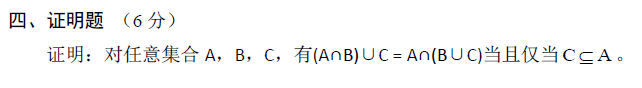 四、证明题 （6 分）
证明：对任意集合 A，B，C，有(A∩B)∪C = A∩(B∪C)当且仅当 C⊆A 。